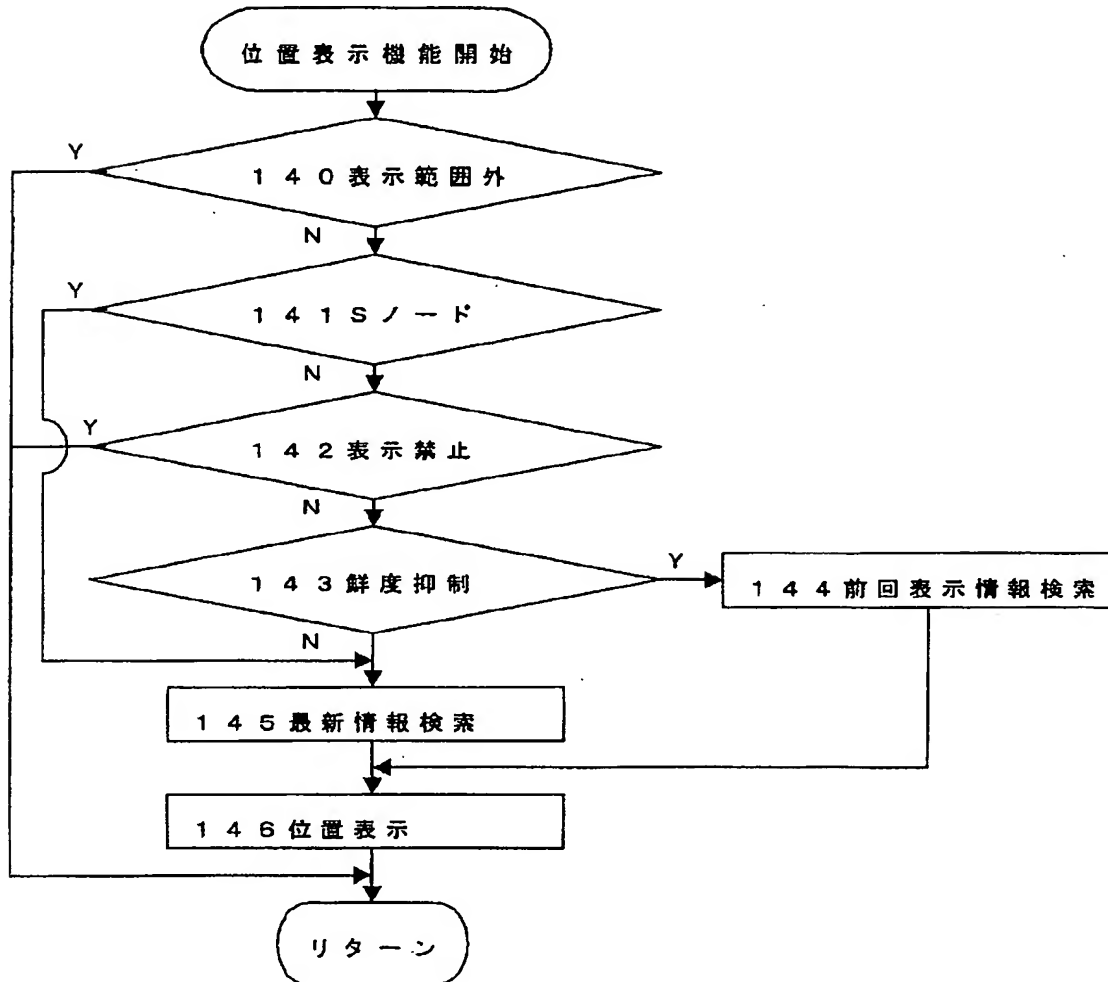 位置表示機能開始
Y
140表示範囲外
N
Y
141Sノード
N
Y
142表示禁止
N
143鮮度抑制
Y
144前回表示情報検索
N
145最新情報検索
146位置表示
リターン